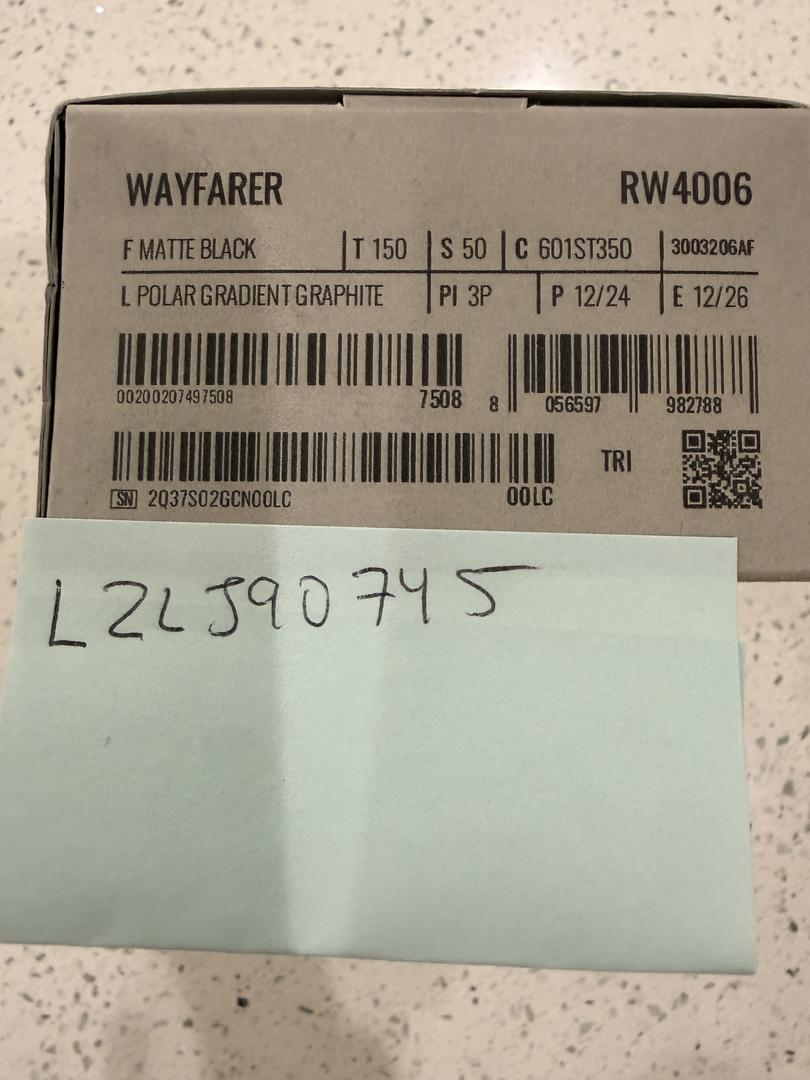 WAYFARER RW4006
F MATTE BLACK T 150 S 50 C 601ST350 3003206AF
L POLAR GRADIENT GRAPHITE PI 3P P 12/24 E 12/26
00200207497508 7508 8 056597 982788
TRI
SN 2Q37S02GCN00LC 00LC
LZLJ90745